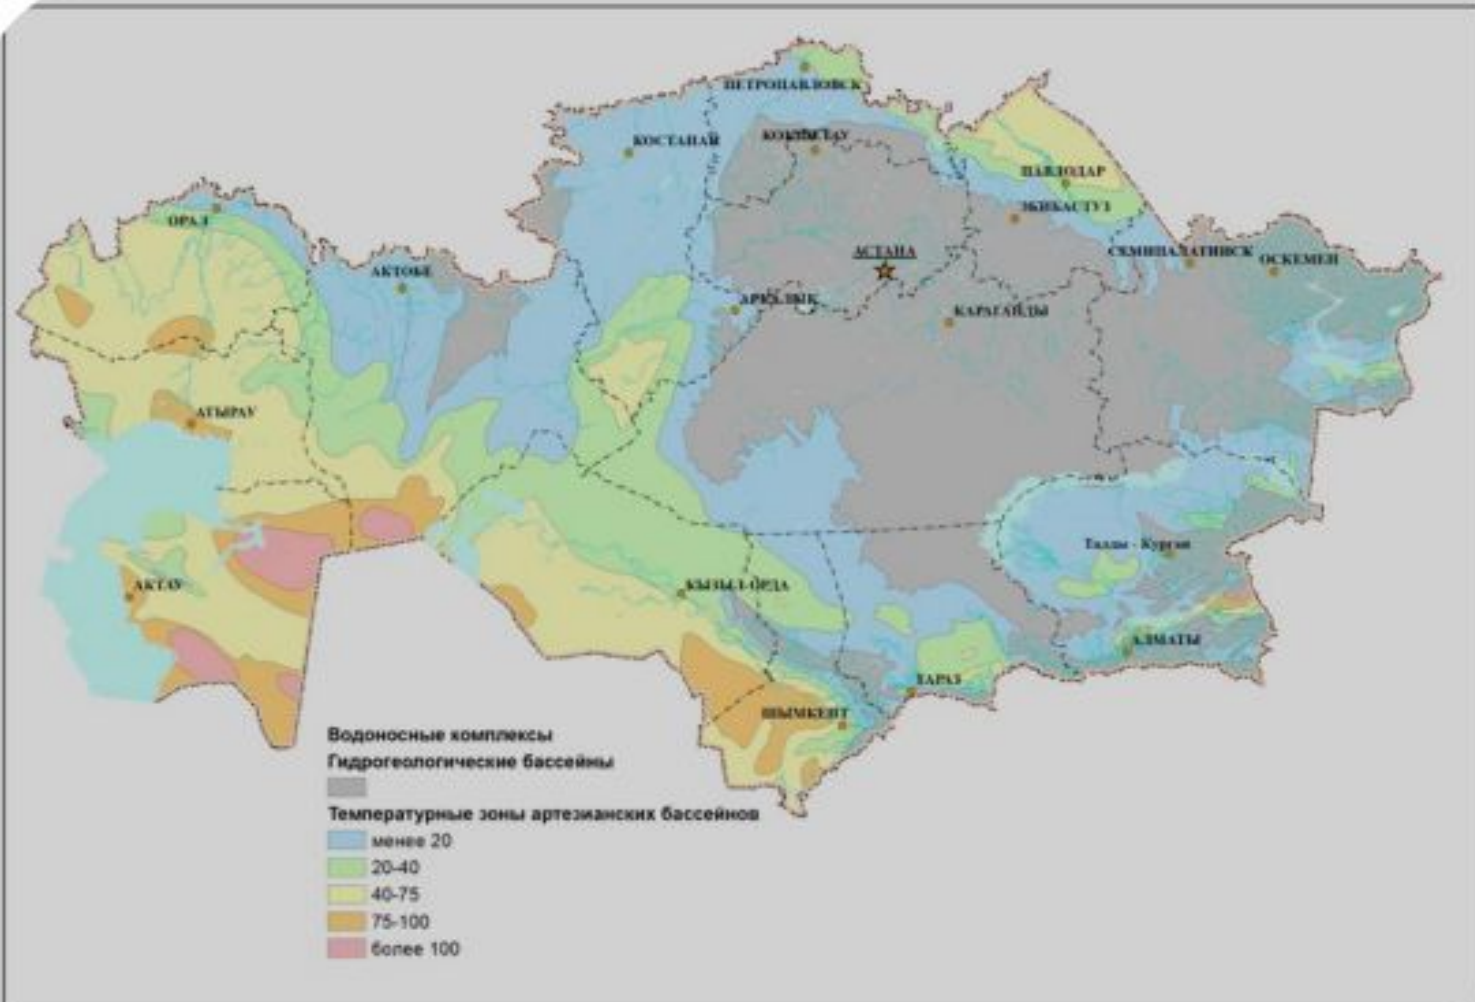 ПЕТРОПАВЛОВСК
КОСТАНАЙ
КОКШЕТАУ
ПАВЛОДАР
ЭКИБАСТУЗ
ОРАЛ
АСТАНА
СЕМИПАЛАТИНСК
ОСКЕМЕН
АКТОБЕ
АРКАЛЫК
КАРАГАНДЫ
АТЫРАУ
Талды - Курган
АКТАУ
КЫЗЫЛ-ОРДА
АЛМАТЫ
ТАРАЗ
ШЫМКЕНТ
Водоносные комплексы
Гидрогеологические бассейны
Температурные зоны артезианских бассейнов
менее 20
20-40
40-75
75-100
более 100